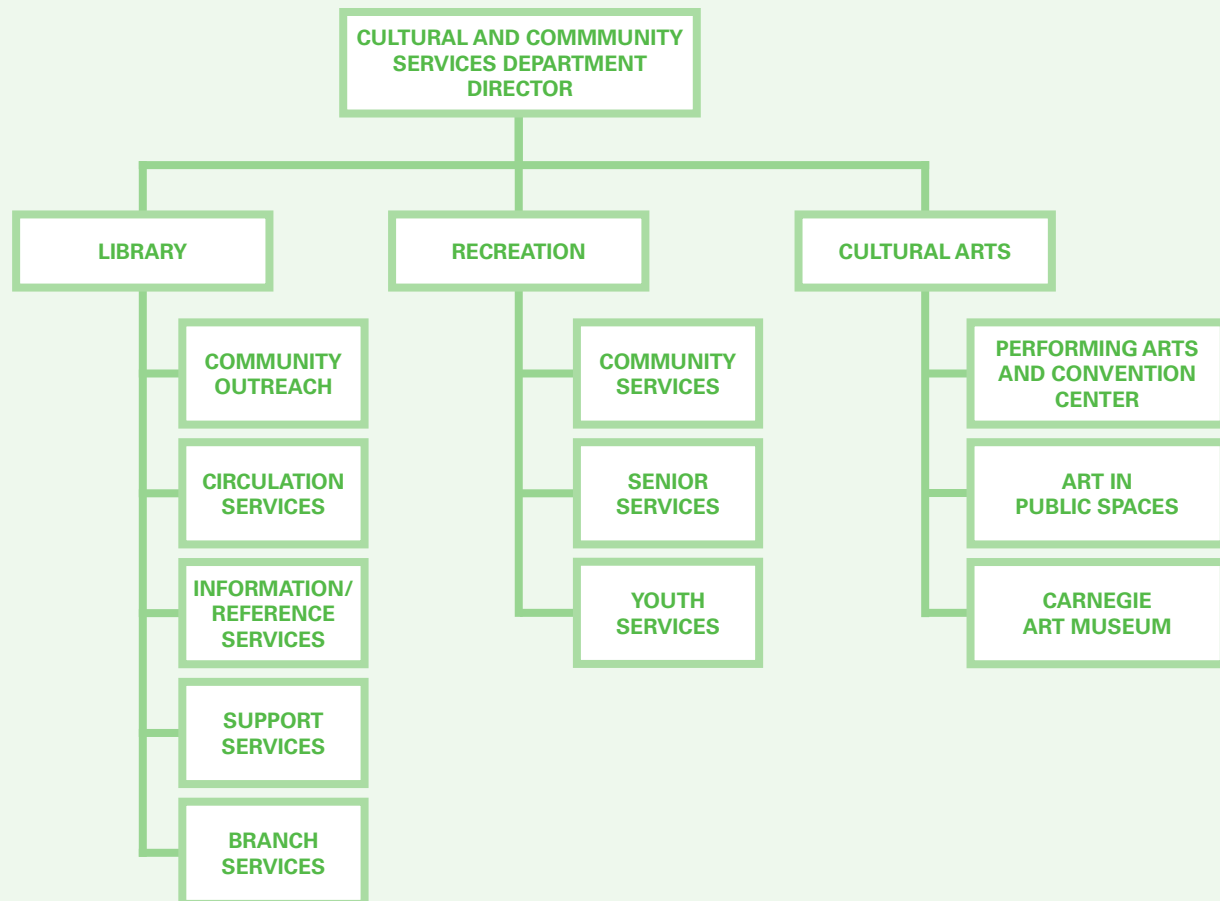 CULTURAL AND COMMMUNITY
SERVICES DEPARTMENT
DIRECTOR
LIBRARY
RECREATION
CULTURAL ARTS
COMMUNITY
OUTREACH
CIRCULATION
SERVICES
INFORMATION/
REFERENCE
SERVICES
SUPPORT
SERVICES
BRANCH
SERVICES
COMMUNITY
SERVICES
SENIOR
SERVICES
YOUTH
SERVICES
PERFORMING ARTS
AND CONVENTION
CENTER
ART IN
PUBLIC SPACES
CARNEGIE
ART MUSEUM